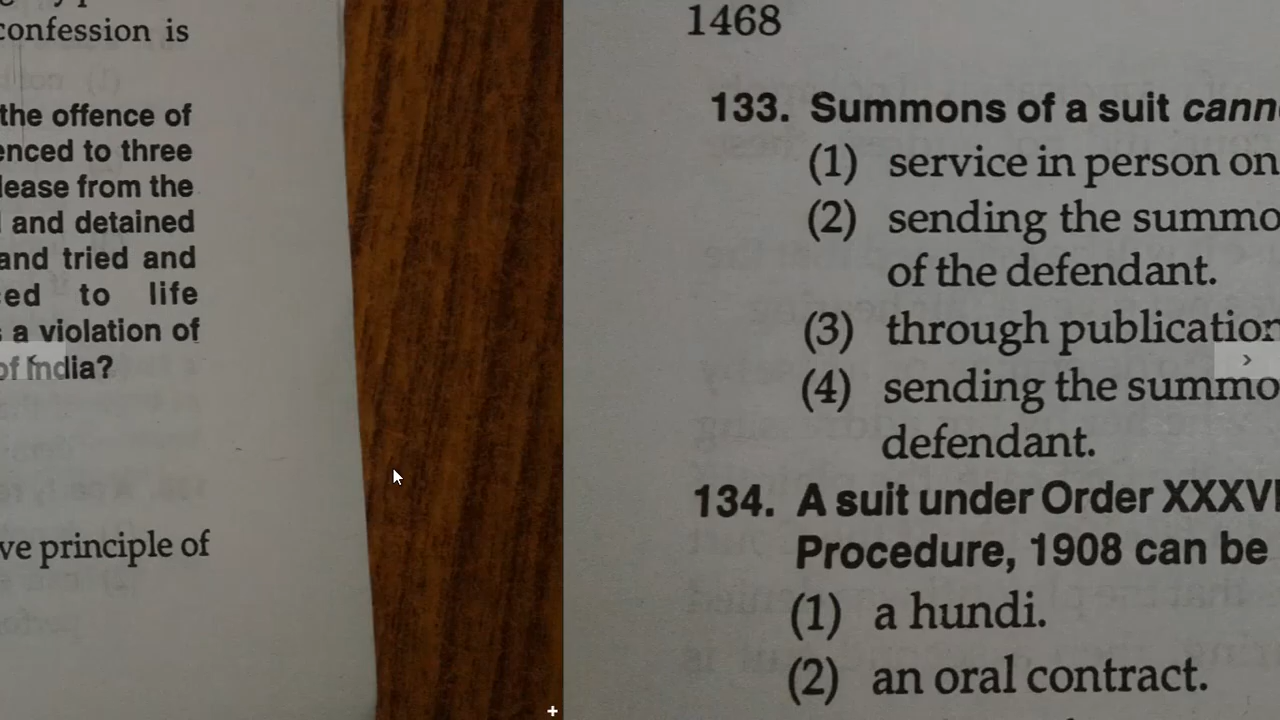 confession is
the offence of
enced to three
lease from the
and detained
and tried and
ed to life
a violation of
of India?
ve principle of
1468
133. Summons of a suit cann
(1) service in person on
(2) sending the summo
of the defendant.
(3) through publication
(4) sending the summo
defendant.
134. A suit under Order XXXVI
Procedure, 1908 can be
(1) a hundi.
(2) an oral contract.